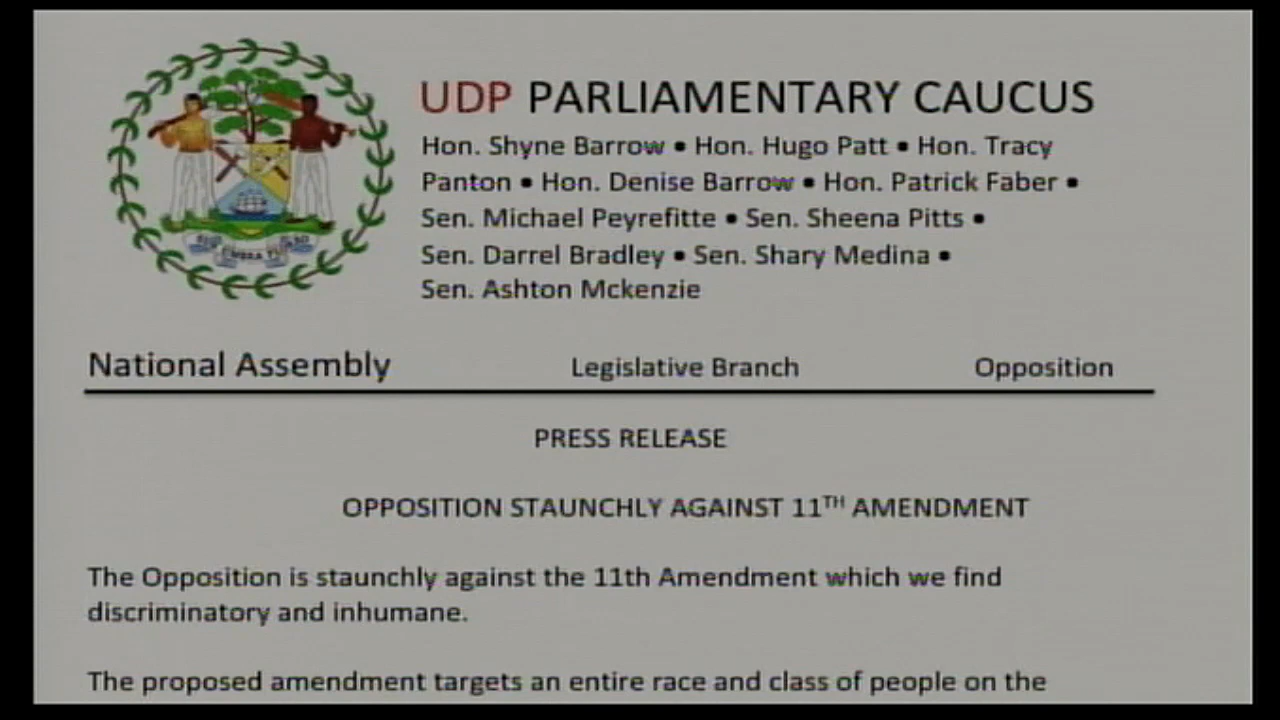 UDP PARLIAMENTARY CAUCUS
Hon. Shyne Barrow • Hon. Hugo Patt • Hon. Tracy
Panton • Hon. Denise Barrow • Hon. Patrick Faber •
Sen. Michael Peyrefitte • Sen. Sheena Pitts •
Sen. Darrel Bradley • Sen. Shary Medina •
Sen. Ashton Mckenzie
National Assembly Legislative Branch Opposition
PRESS RELEASE
OPPOSITION STAUNCHLY AGAINST 11TH AMENDMENT
The Opposition is staunchly against the 11th Amendment which we find
discriminatory and inhumane.
The proposed amendment targets an entire race and class of people on the